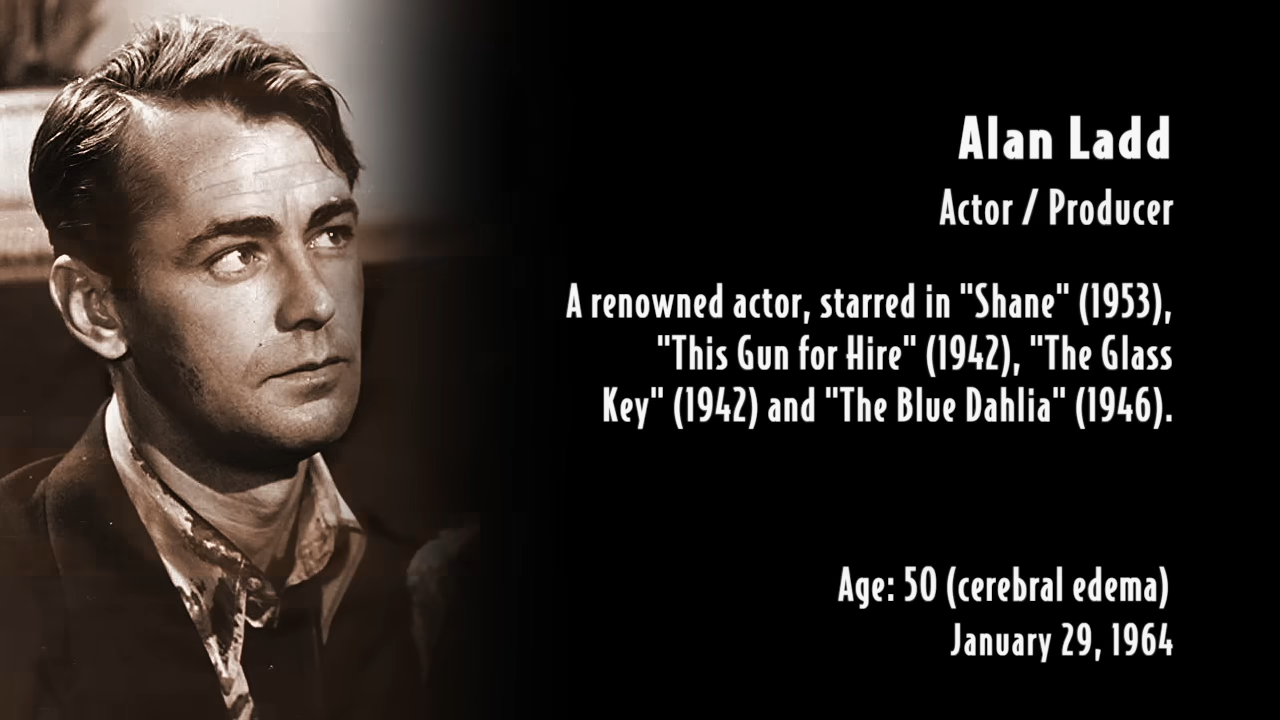 Alan Ladd
Actor / Producer
A renowned actor, starred in "Shane" (1953),
"This Gun for Hire" (1942), "The Glass
Key" (1942) and "The Blue Dahlia" (1946).
Age: 50 (cerebral edema)
January 29, 1964